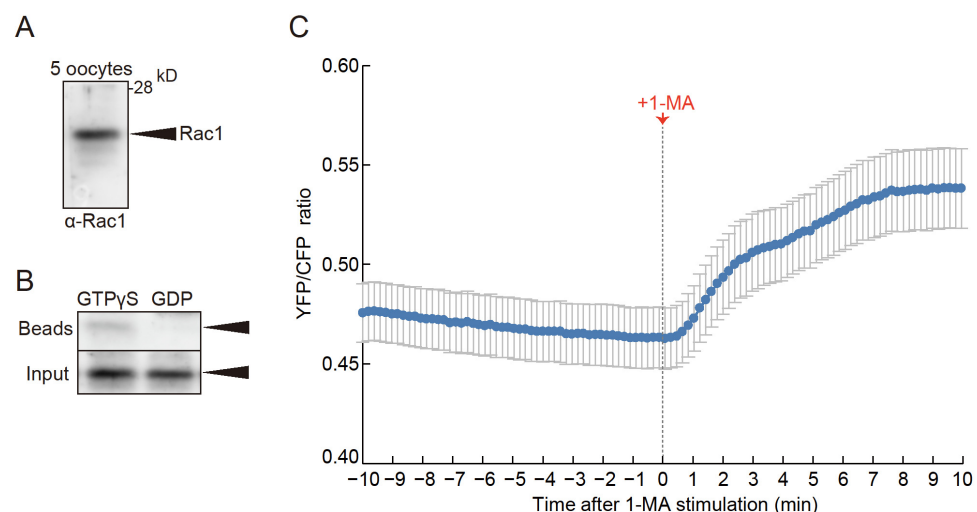 A
5 oocytes
-28 kD
Rac1
α-Rac1
B
GTPγS GDP
Beads
Input
C
0.60
0.55
0.50
0.45
0.40
YFP/CFP ratio
+1-MA
−10 −9 −8 −7 −6 −5 −4 −3 −2 −1 0 1 2 3 4 5 6 7 8 9 10
Time after 1-MA stimulation (min)